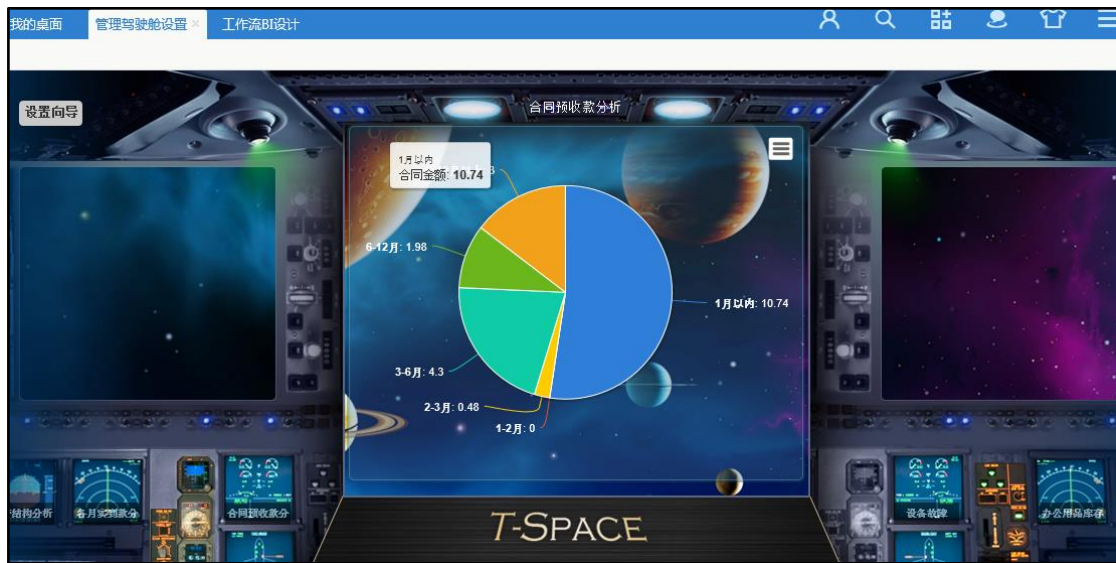 我的桌面
管理驾驶舱设置 ×
工作流BI设计
设置向导
合同预收款分析
1月以内
合同金额: 10.74
6-12月: 1.98
1月以内: 10.74
3-6月: 4.3
2-3月: 0.48
1-2月: 0
结构分析
各月实到款分
合同预收款分
设备故障
办公用品库存
T-SPACE